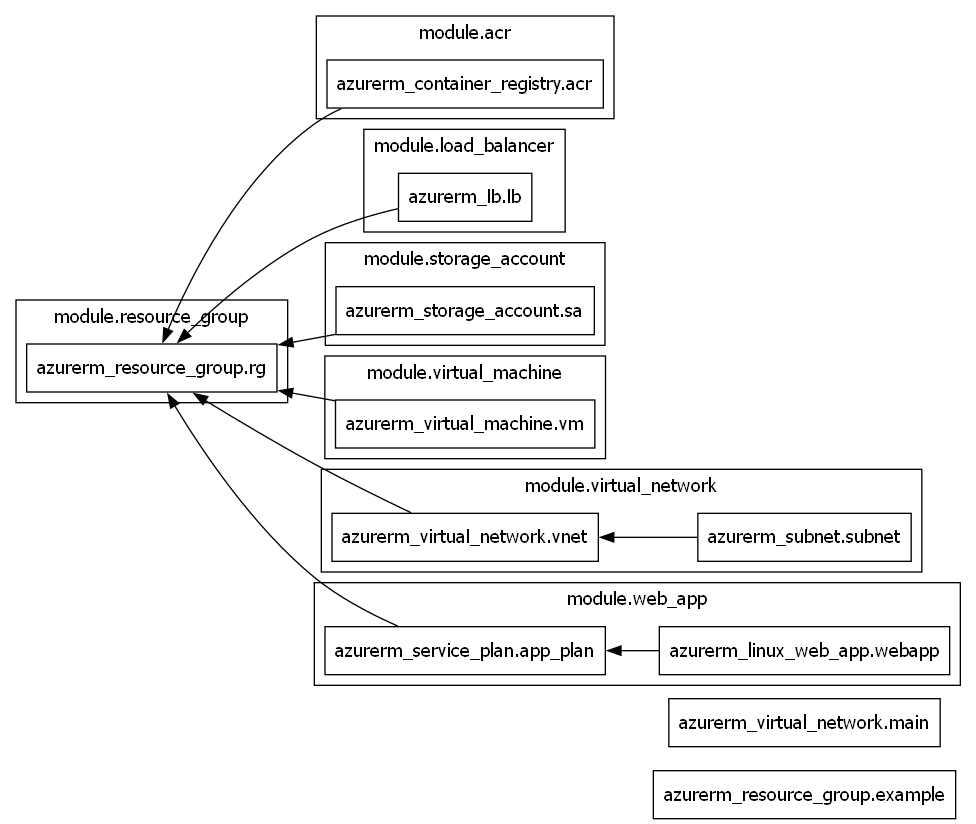 module.acr
azurerm_container_registry.acr
module.load_balancer
azurerm_lb.lb
module.storage_account
azurerm_storage_account.sa
module.resource_group
azurerm_resource_group.rg
module.virtual_machine
azurerm_virtual_machine.vm
module.virtual_network
azurerm_virtual_network.vnet
azurerm_subnet.subnet
module.web_app
azurerm_service_plan.app_plan
azurerm_linux_web_app.webapp
azurerm_virtual_network.main
azurerm_resource_group.example